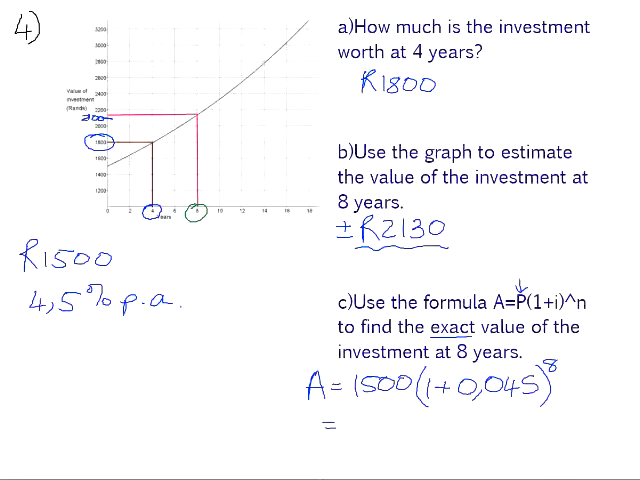 4)
3200
3000
2800
2600
2400
2200
2000
1800
1600
1400
1200
Value of
Investment
(Rands)
0 2 4 6 8 10 12 14 16 18
Years
R1500
4,5% p.a.
a)How much is the investment
worth at 4 years?
R1800
b)Use the graph to estimate
the value of the investment at
8 years.
±R2130
c)Use the formula A=P(1+i)^n
to find the exact value of the
investment at 8 years.
A = 1500(1+0,045)^8
=